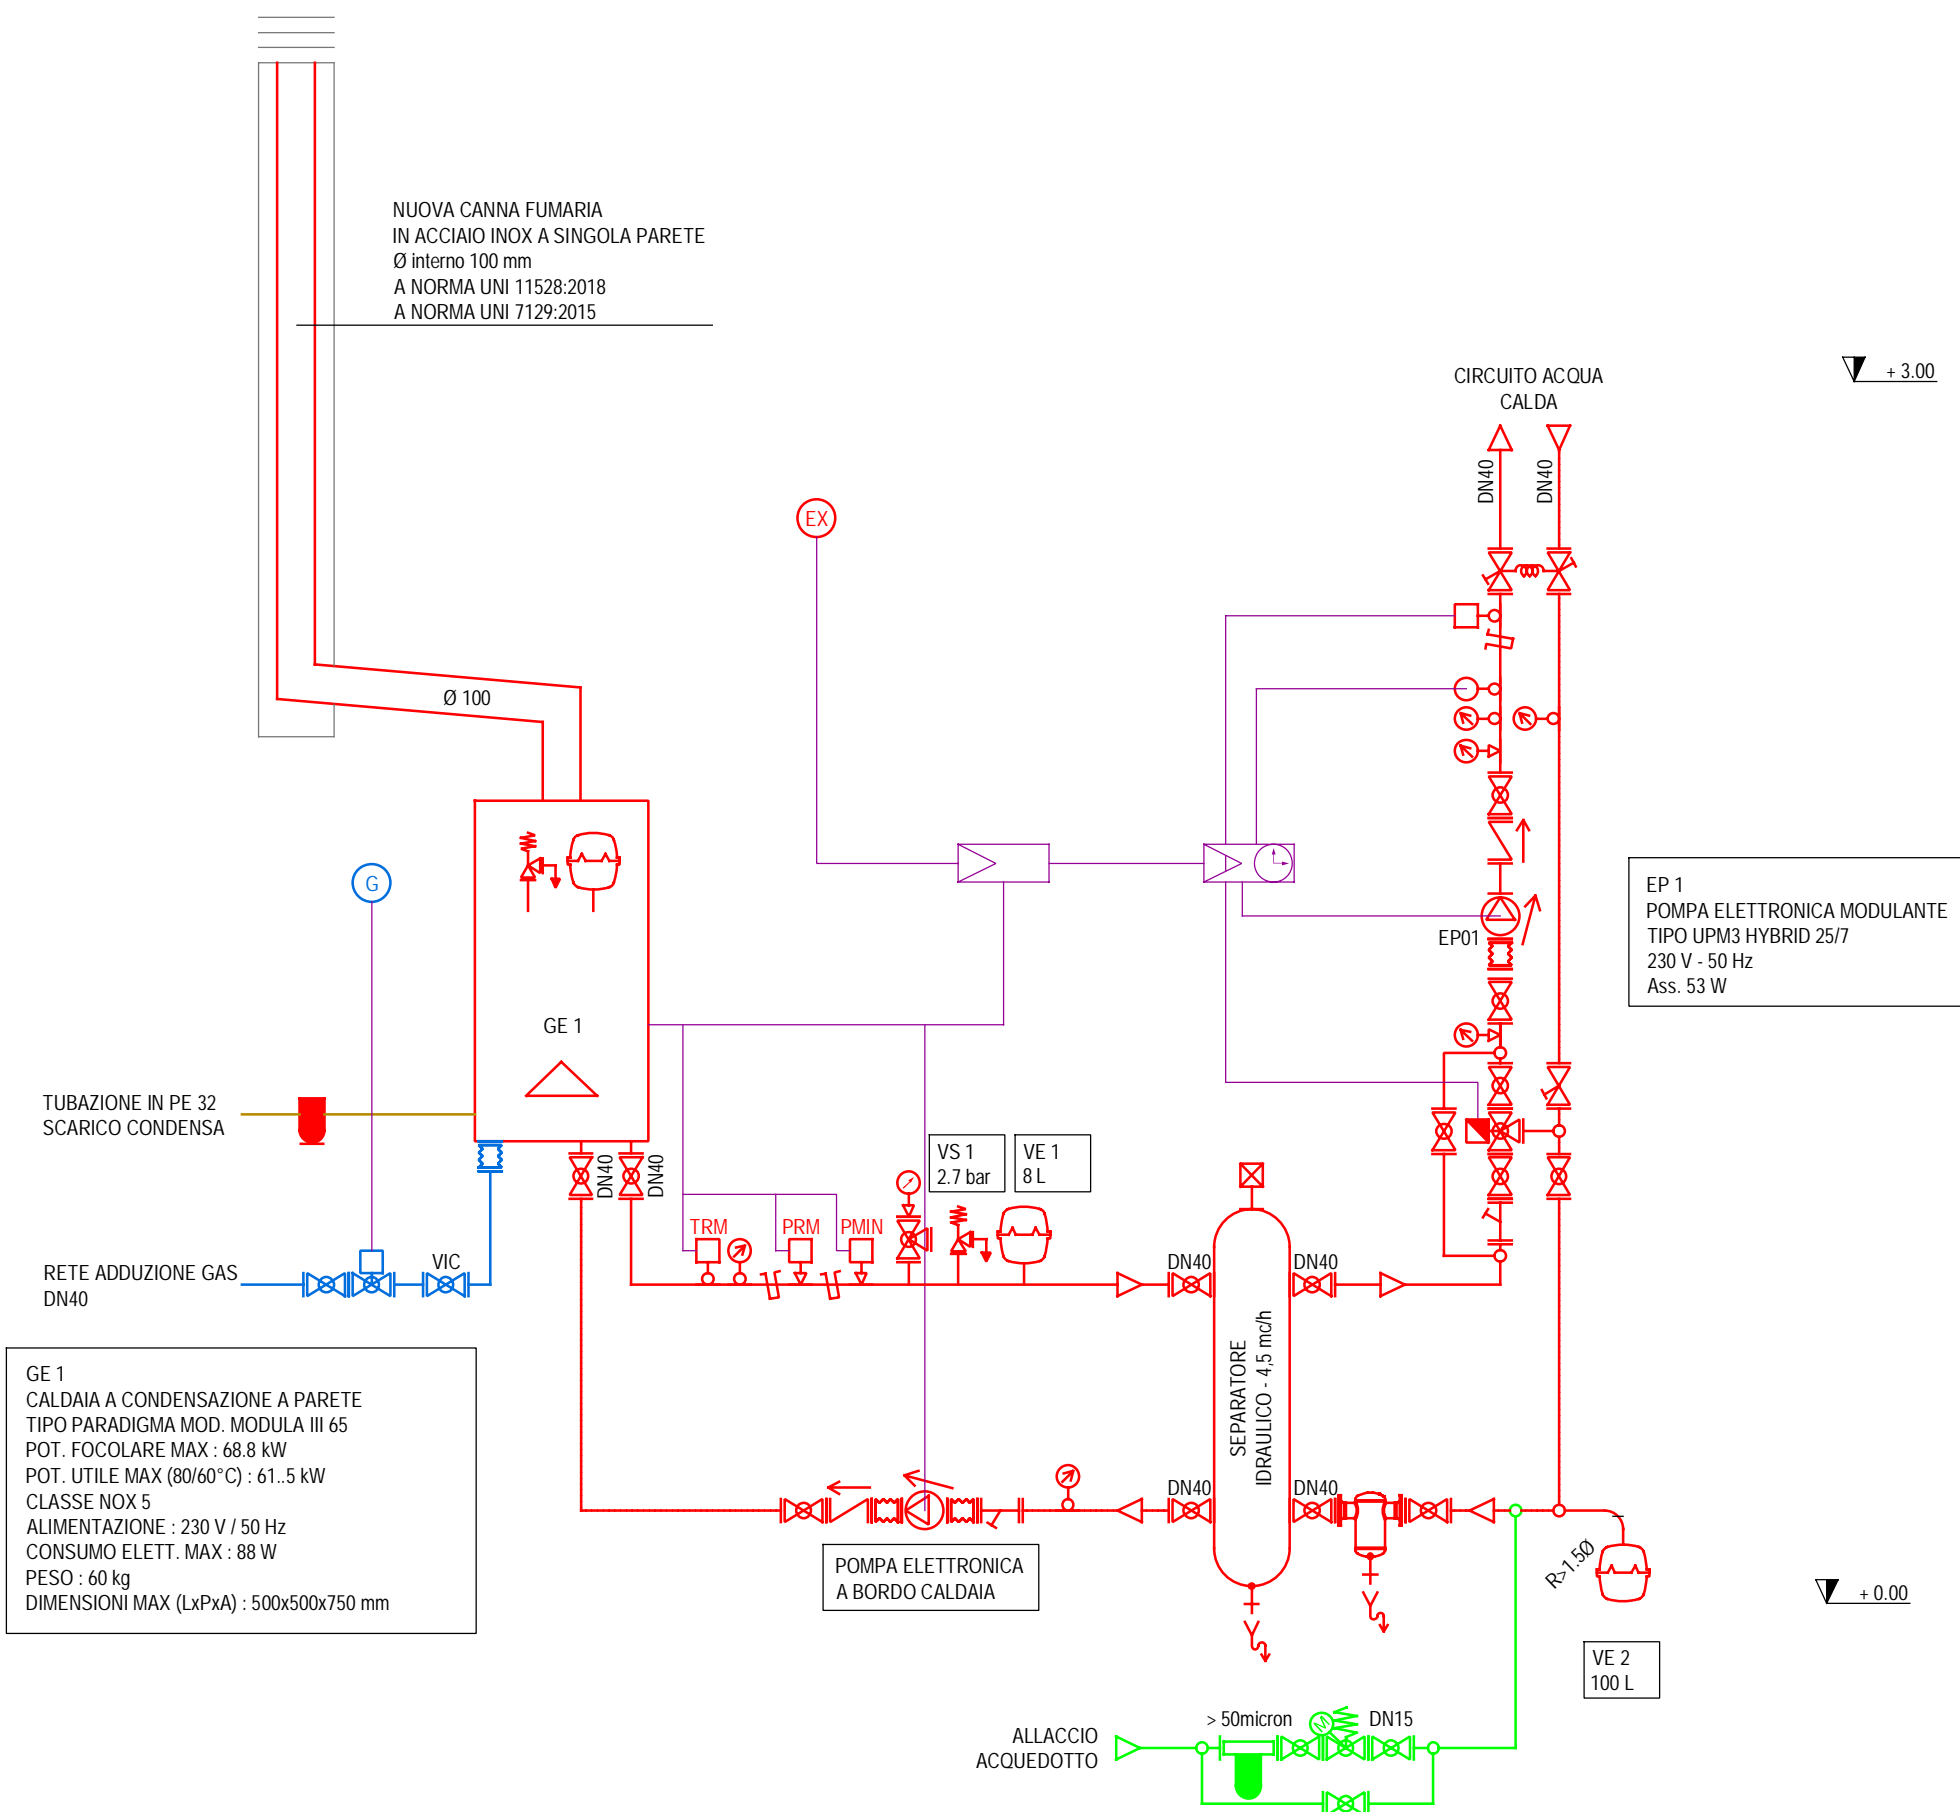 NUOVA CANNA FUMARIA
IN ACCIAIO INOX A SINGOLA PARETE
Ø interno 100 mm
A NORMA UNI 11528:2018
A NORMA UNI 7129:2015
CIRCUITO ACQUA
CALDA
+ 3.00
DN40
DN40
EX
Ø 100
G
EP01
EP 1
POMPA ELETTRONICA MODULANTE
TIPO UPM3 HYBRID 25/7
230 V - 50 Hz
Ass. 53 W
GE 1
TUBAZIONE IN PE 32
SCARICO CONDENSA
DN40
DN40
VS 1
2.7 bar
VE 1
8 L
TRM
PRM
PMIN
VIC
RETE ADDUZIONE GAS
DN40
DN40
DN40
SEPARATORE
IDRAULICO - 4,5 mc/h
GE 1
CALDAIA A CONDENSAZIONE A PARETE
TIPO PARADIGMA MOD. MODULA III 65
POT. FOCOLARE MAX : 68.8 kW
POT. UTILE MAX (80/60°C) : 61..5 kW
CLASSE NOX 5
ALIMENTAZIONE : 230 V / 50 Hz
CONSUMO ELETT. MAX : 88 W
PESO : 60 kg
DIMENSIONI MAX (LxPxA) : 500x500x750 mm
DN40
DN40
POMPA ELETTRONICA
A BORDO CALDAIA
R>1.5Ø
+ 0.00
VE 2
100 L
> 50micron
M
DN15
ALLACCIO
ACQUEDOTTO